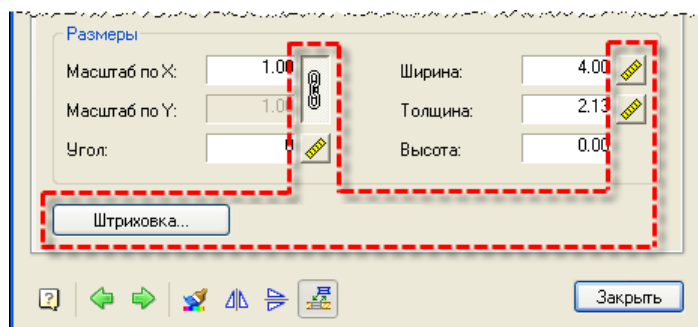 Размеры
Масштаб по X: 1.00 Ширина: 4.00
Масштаб по Y: 1.00 Толщина: 2.13
Угол: 0 Высота: 0.00
Штриховка...
? Закрыть